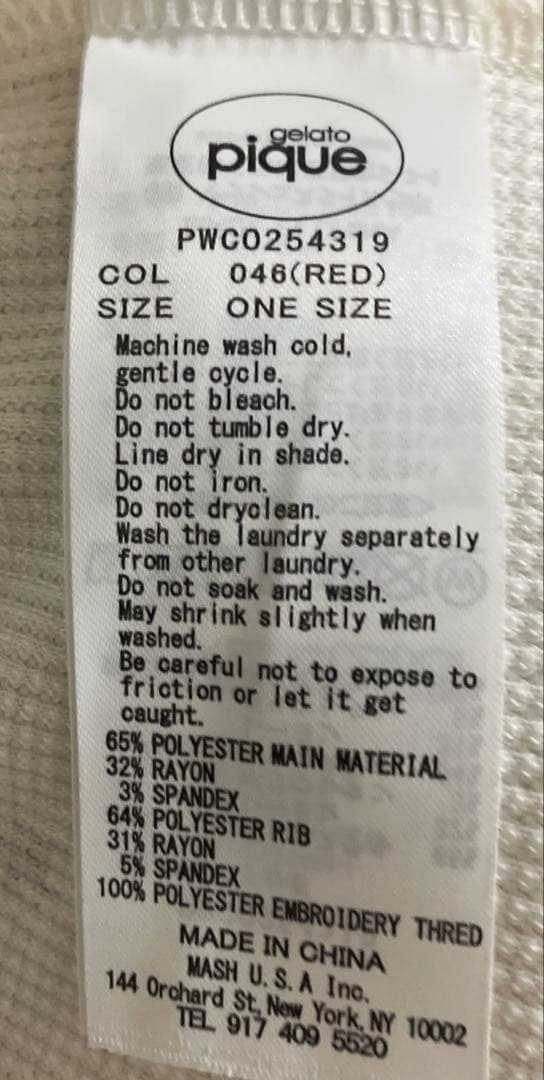 gelato
pique
PWCO254319
COL 046(RED)
SIZE ONE SIZE
Machine wash cold,
gentle cycle.
Do not bleach.
Do not tumble dry.
Line dry in shade.
Do not iron.
Do not dryclean.
Wash the laundry separately
from other laundry.
Do not soak and wash.
May shrink slightly when
washed.
Be careful not to expose to
friction or let it get
caught.
65% POLYESTER MAIN MATERIAL
32% RAYON
3% SPANDEX
64% POLYESTER RIB
31% RAYON
5% SPANDEX
100% POLYESTER EMBROIDERY THRED
MADE IN CHINA
MASH U.S.A Inc.
144 Orchard St, New York, NY 10002
TEL 917 409 5520